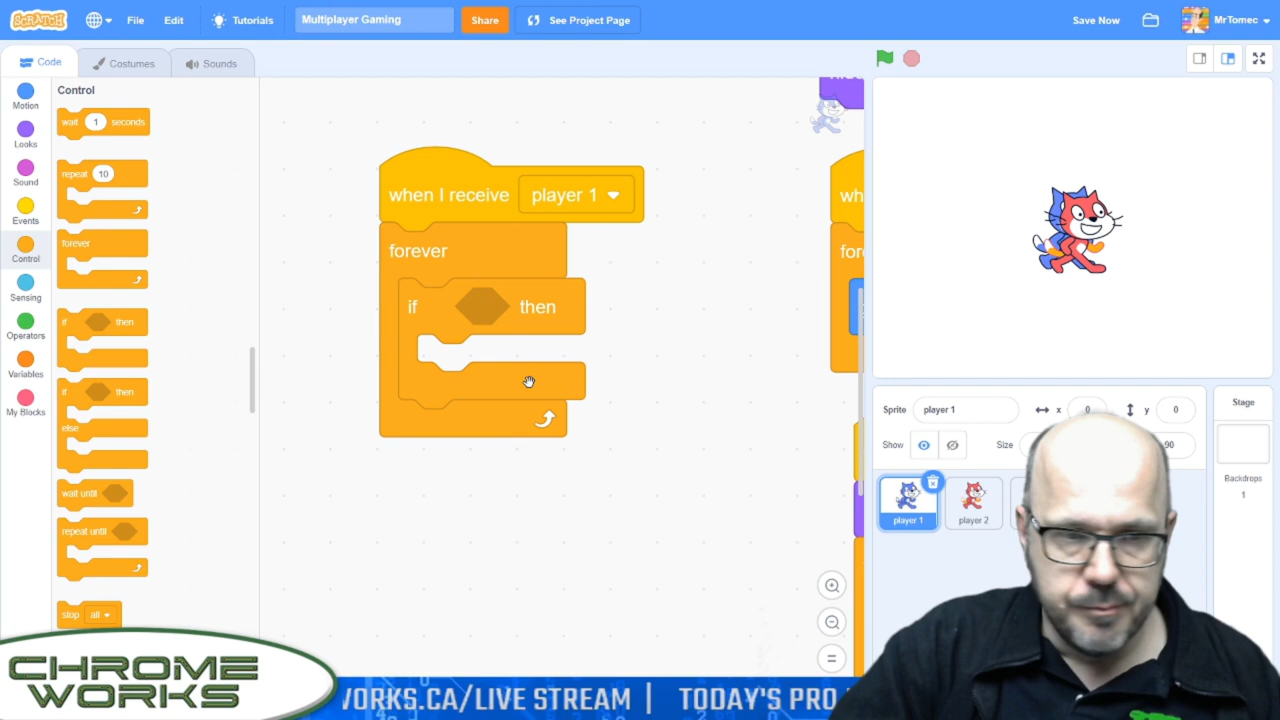 SCRATCH
File
Edit
Tutorials
Multiplayer Gaming
Share
See Project Page
Save Now
MrTomec
Code
Costumes
Sounds
Motion
Looks
Sound
Events
Control
Sensing
Operators
Variables
My Blocks
Control
wait 1 seconds
repeat 10
forever
if then
if then
else
wait until
repeat until
stop all
when I receive player 1
forever
if then
Sprite player 1
x 0
y 0
Show
Size
player 1
player 2
Stage
Backdrops
1
CHROME
WORKS
WORKS.CA/LIVE STREAM | TODAY'S PRO